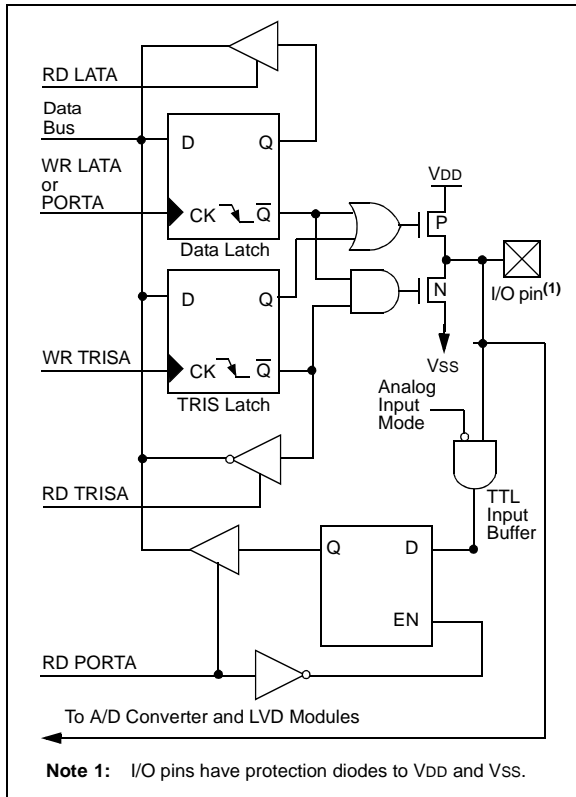 RD LATA
Data
Bus
WR LATA
or
PORTA
D Q
CK Q
Data Latch
D Q
CK Q
TRIS Latch
WR TRISA
RD TRISA
VDD
P
N
I/O pin(1)
VSS
Analog
Input
Mode
TTL
Input
Buffer
Q D
EN
RD PORTA
To A/D Converter and LVD Modules
Note 1: I/O pins have protection diodes to VDD and VSS.